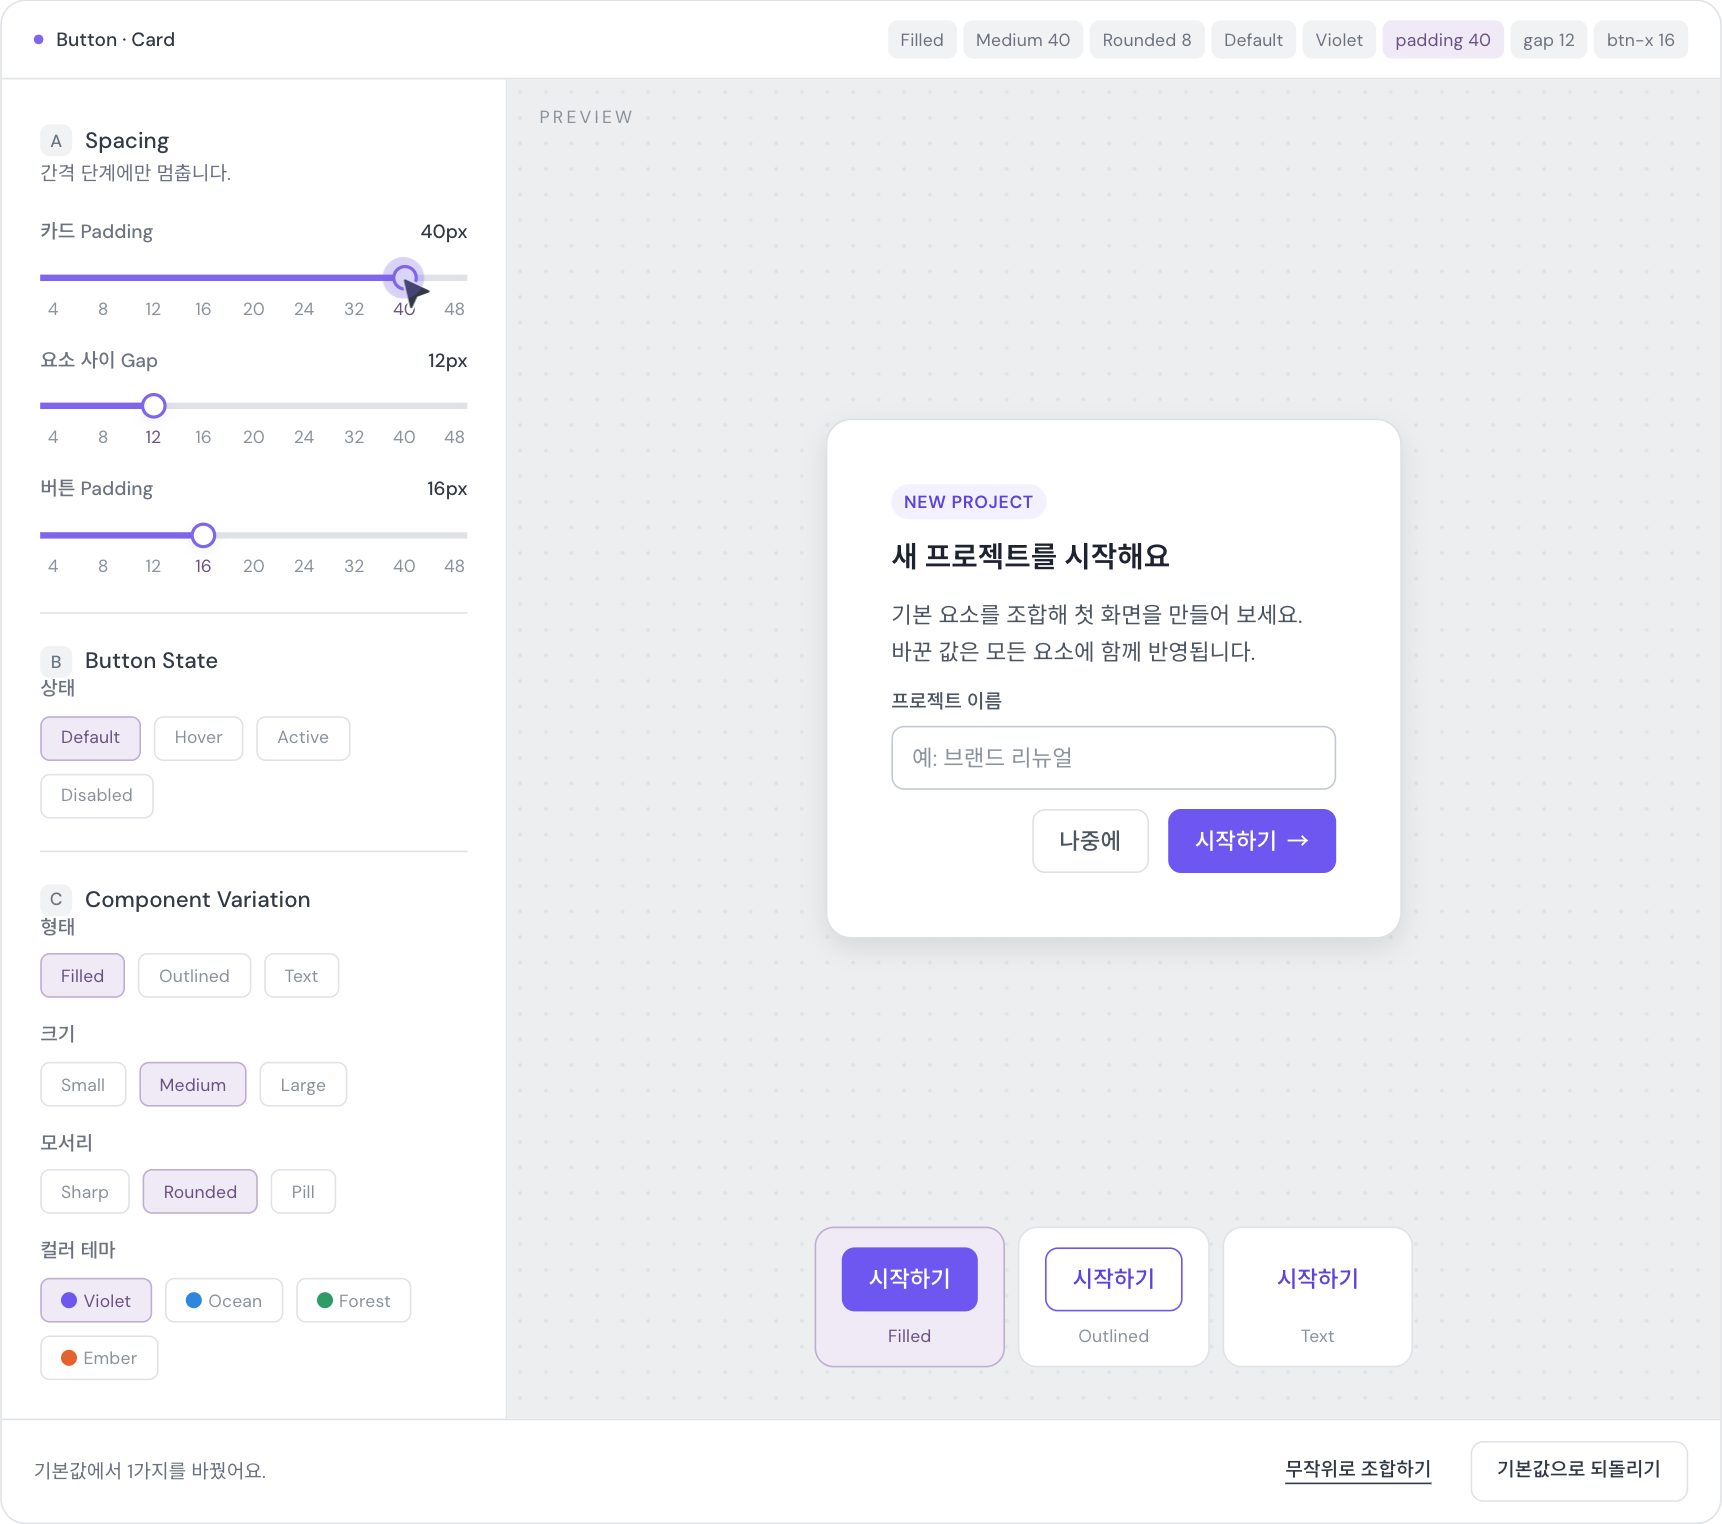 Button · Card
Filled
Medium 40
Rounded 8
Default
Violet
padding 40
gap 12
btn-x 16
A Spacing
간격 단계에만 멈춥니다.
카드 Padding 40px
4 8 12 16 20 24 32 40 48
요소 사이 Gap 12px
4 8 12 16 20 24 32 40 48
버튼 Padding 16px
4 8 12 16 20 24 32 40 48
B Button State
상태
Default Hover Active
Disabled
C Component Variation
형태
Filled Outlined Text
크기
Small Medium Large
모서리
Sharp Rounded Pill
컬러 테마
Violet Ocean Forest
Ember
PREVIEW
NEW PROJECT
새 프로젝트를 시작해요
기본 요소를 조합해 첫 화면을 만들어 보세요.
바꾼 값은 모든 요소에 함께 반영됩니다.
프로젝트 이름
예: 브랜드 리뉴얼
나중에 시작하기 →
시작하기 시작하기 시작하기
Filled Outlined Text
기본값에서 1가지를 바꿨어요.
무작위로 조합하기
기본값으로 되돌리기